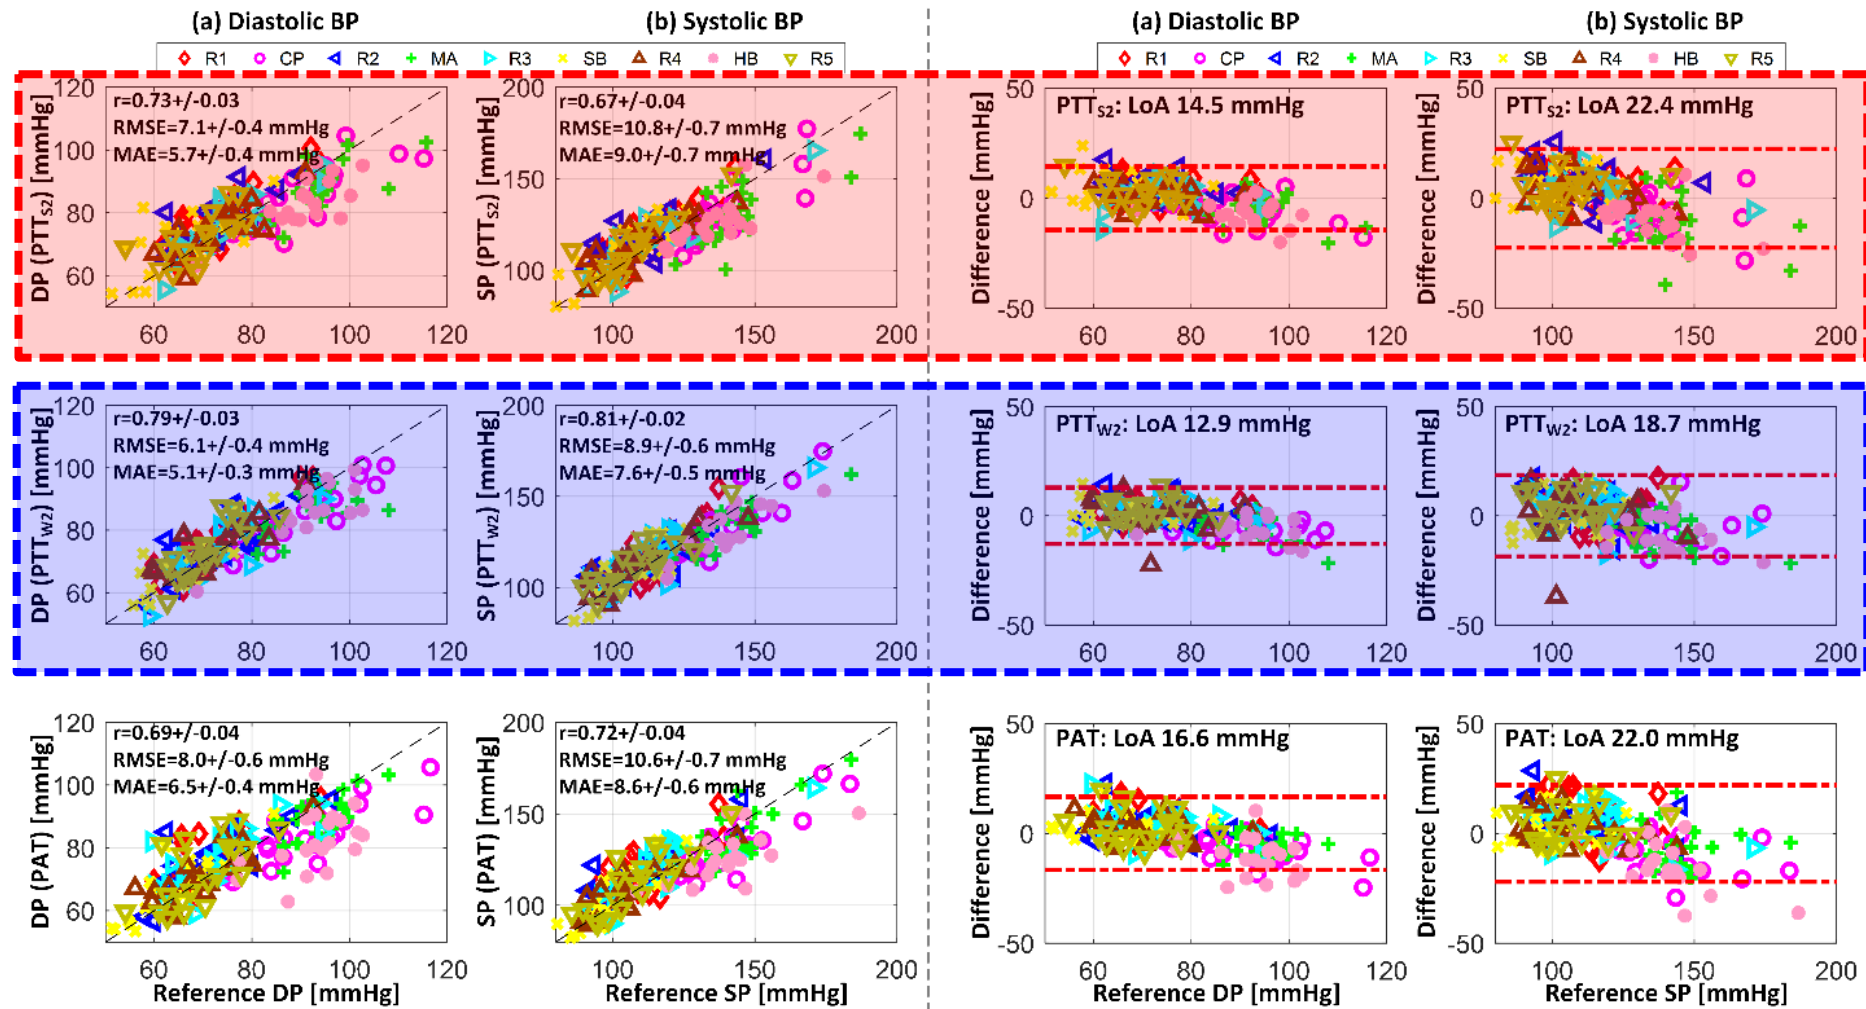 (a) Diastolic BP (b) Systolic BP (a) Diastolic BP (b) Systolic BP
R1 CP R2 MA R3 SB R4 HB R5
R1 CP R2 MA R3 SB R4 HB R5
DP (PTT_S2) [mmHg]
120
100
80
60
r=0.73+/-0.03
RMSE=7.1+/-0.4 mmHg
MAE=5.7+/-0.4 mmHg
60 80 100 120
SP (PTT_S2) [mmHg]
200
150
100
r=0.67+/-0.04
RMSE=10.8+/-0.7 mmHg
MAE=9.0+/-0.7 mmHg
100 150 200
Difference [mmHg]
50
0
-50
PTT_S2: LoA 14.5 mmHg
60 80 100 120
Difference [mmHg]
50
0
-50
PTT_S2: LoA 22.4 mmHg
100 150 200
DP (PTT_W2) [mmHg]
120
100
80
60
r=0.79+/-0.03
RMSE=6.1+/-0.4 mmHg
MAE=5.1+/-0.3 mmHg
60 80 100 120
SP (PTT_W2) [mmHg]
200
150
100
r=0.81+/-0.02
RMSE=8.9+/-0.6 mmHg
MAE=7.6+/-0.5 mmHg
100 150 200
Difference [mmHg]
50
0
-50
PTT_W2: LoA 12.9 mmHg
60 80 100 120
Difference [mmHg]
50
0
-50
PTT_W2: LoA 18.7 mmHg
100 150 200
DP (PAT) [mmHg]
120
100
80
60
r=0.69+/-0.04
RMSE=8.0+/-0.6 mmHg
MAE=6.5+/-0.4 mmHg
60 80 100 120
Reference DP [mmHg]
SP (PAT) [mmHg]
200
150
100
r=0.72+/-0.04
RMSE=10.6+/-0.7 mmHg
MAE=8.6+/-0.6 mmHg
100 150 200
Reference SP [mmHg]
Difference [mmHg]
50
0
-50
PAT: LoA 16.6 mmHg
60 80 100 120
Reference DP [mmHg]
Difference [mmHg]
50
0
-50
PAT: LoA 22.0 mmHg
100 150 200
Reference SP [mmHg]